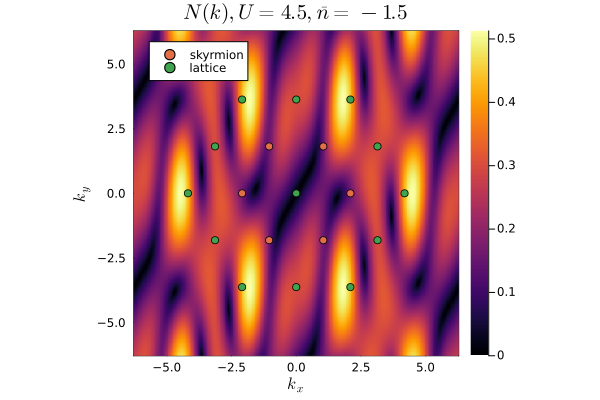 N(k), U = 4.5, n̄ = −1.5
skyrmion
lattice
5.0
2.5
0.0
−2.5
−5.0
k_y
−5.0 −2.5 0.0 2.5 5.0
k_x
0.5
0.4
0.3
0.2
0.1
0